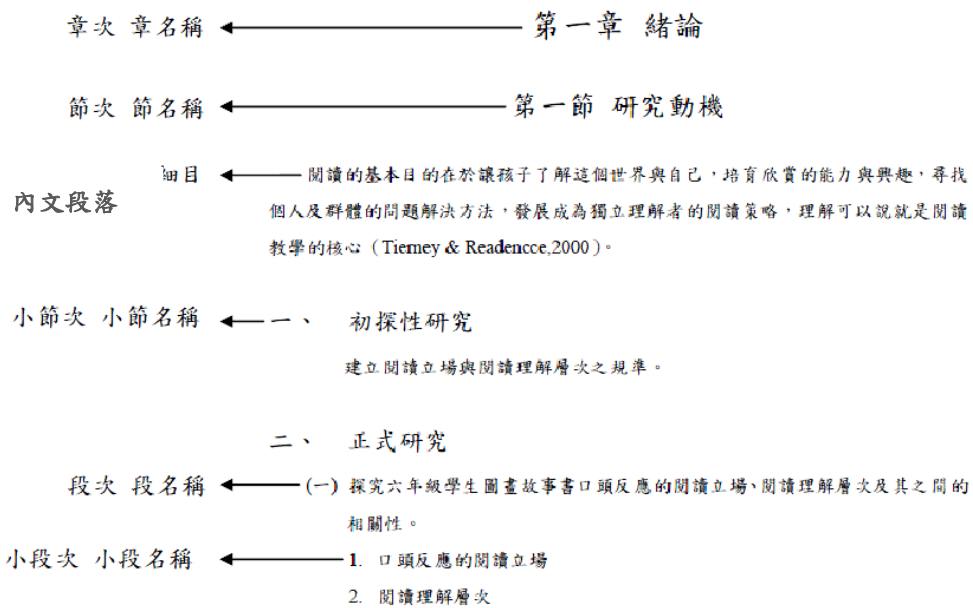 章次 章名稱 第一章 緒論
節次 節名稱 第一節 研究動機
細目 閱讀的基本目的在於讓孩子了解這個世界與自己，培育欣賞的能力與興趣，尋找
內文段落 個人及群體的問題解決方法，發展成為獨立理解者的閱讀策略，理解可以說就是閱讀
教學的核心（Tierney & Readencce,2000）。
小節次 小節名稱 一、 初探性研究
建立閱讀立場與閱讀理解層次之規準。
二、 正式研究
段次 段名稱 (一) 探究六年級學生圖畫故事書口頭反應的閱讀立場、閱讀理解層次及其之間的
相關性。
小段次 小段名稱 1. 口頭反應的閱讀立場
2. 閱讀理解層次